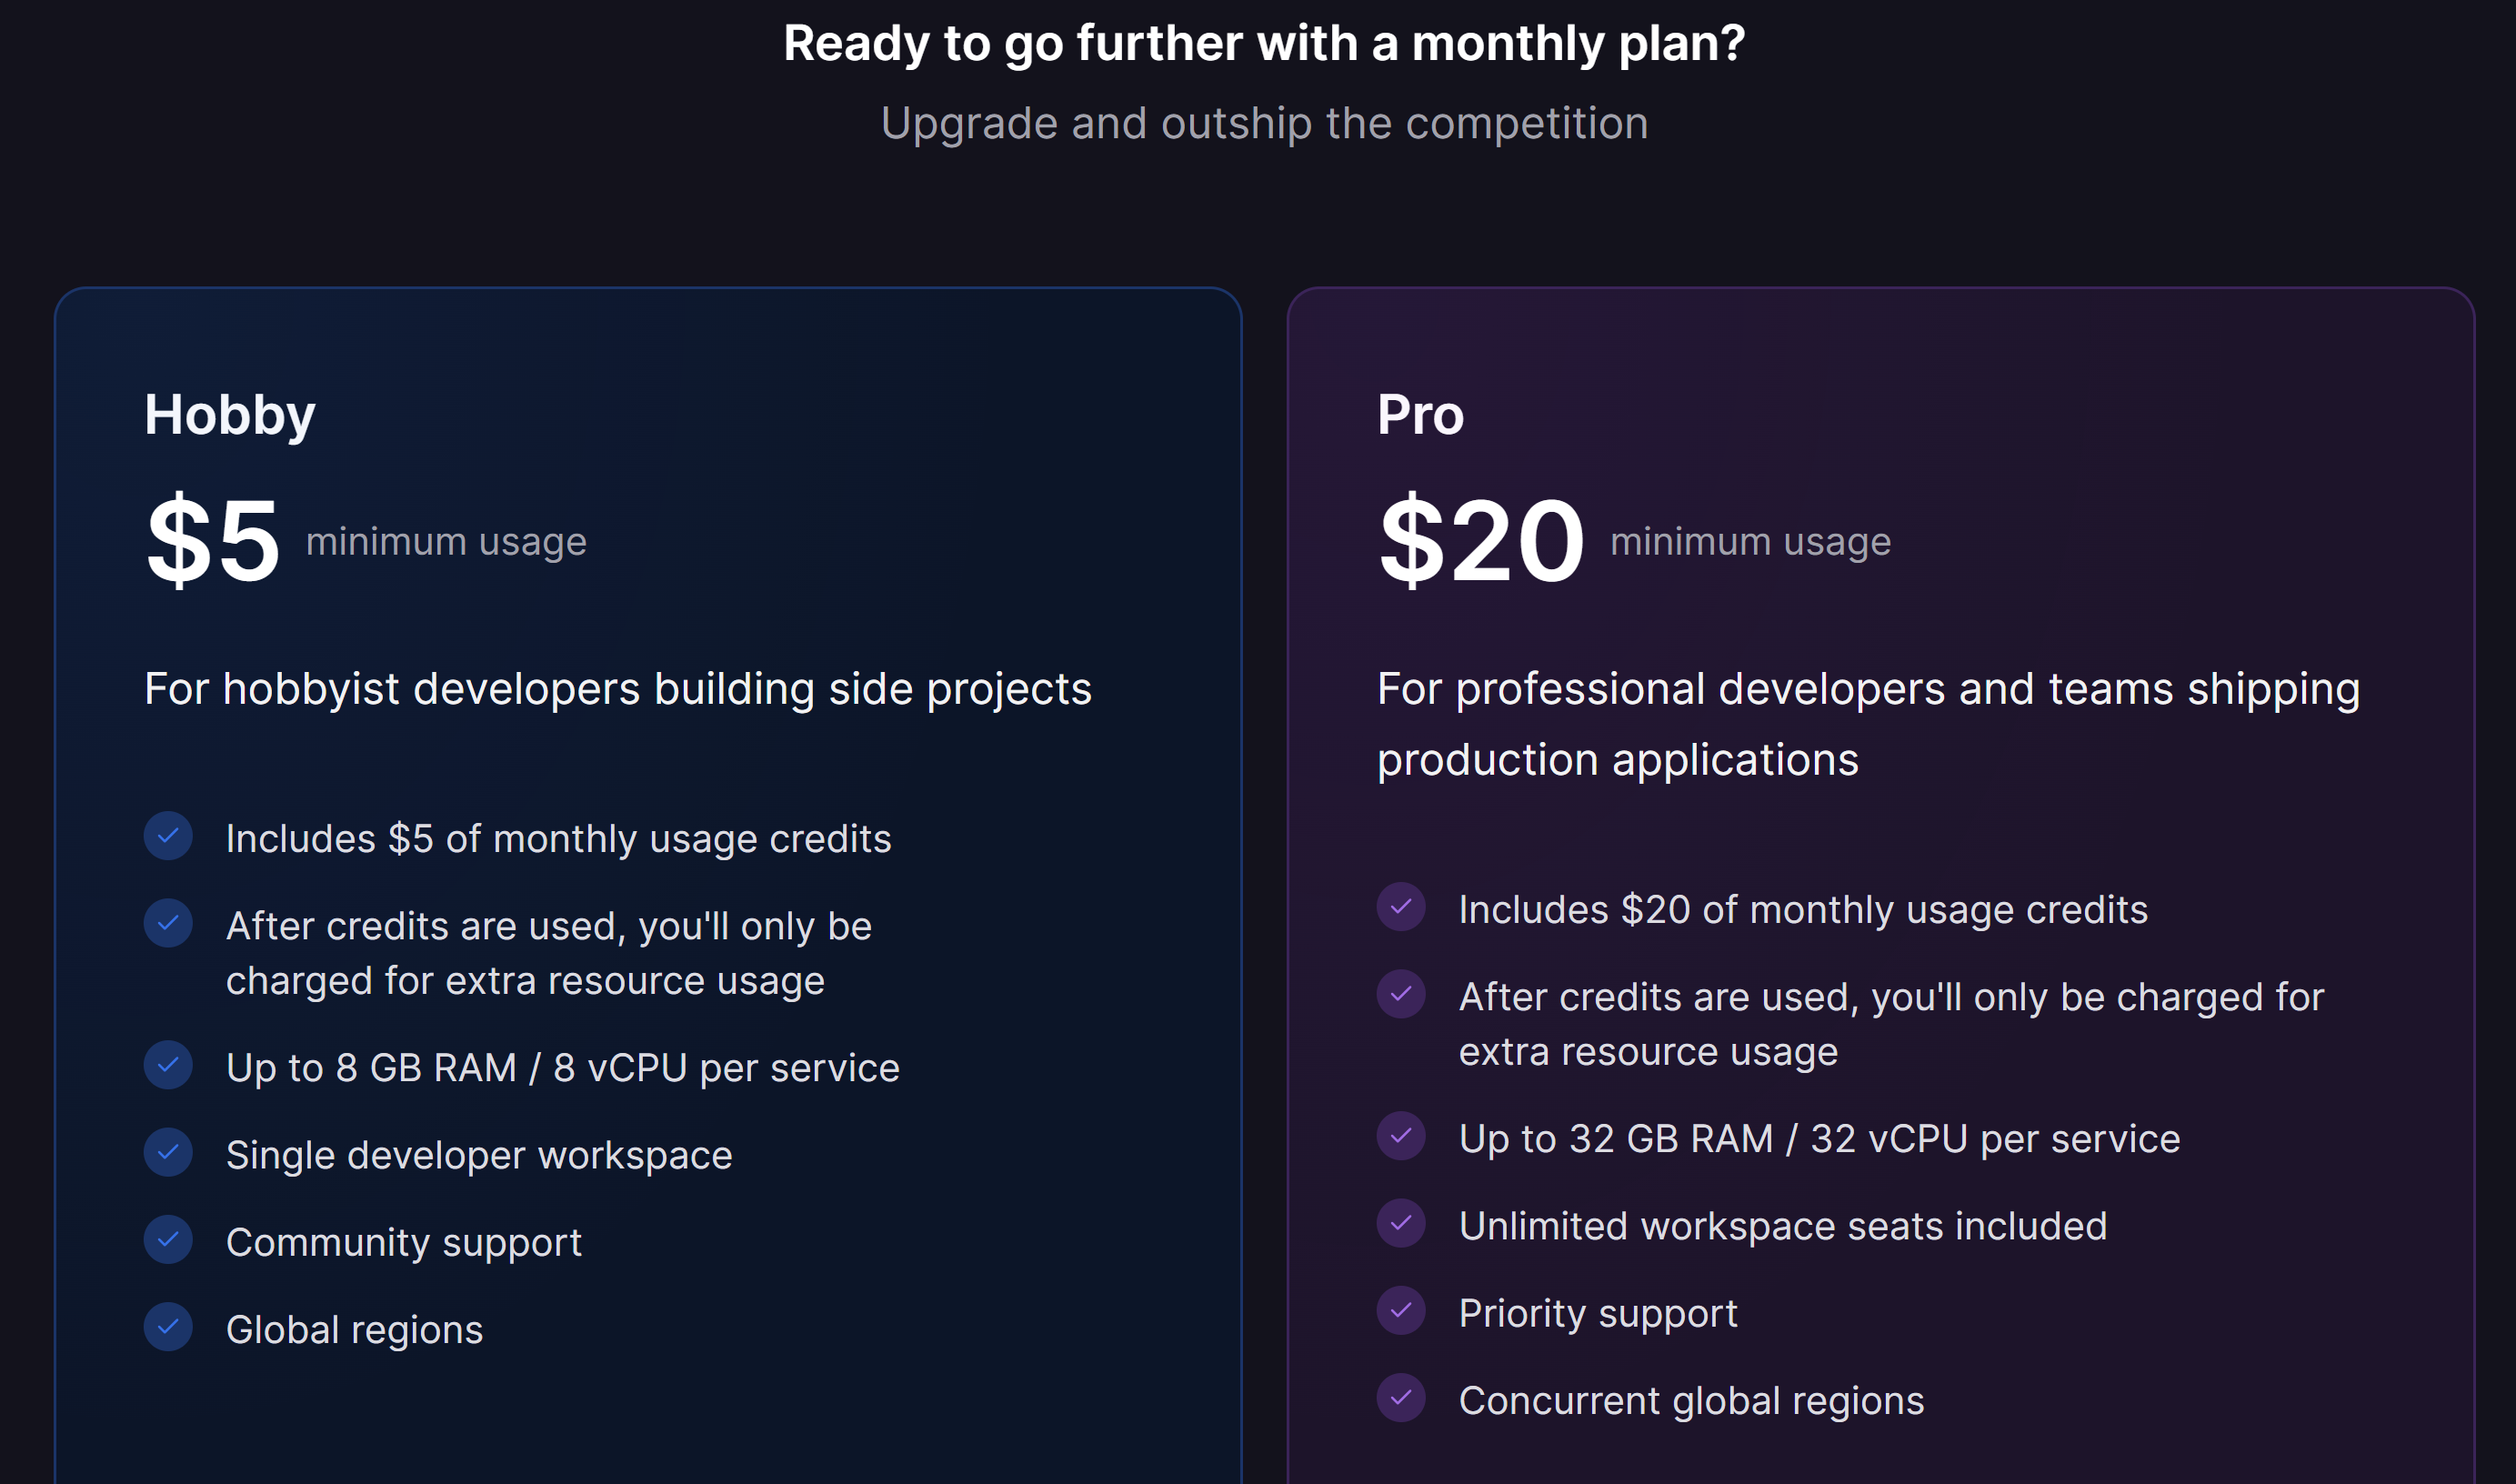 Ready to go further with a monthly plan?
Upgrade and outship the competition
Hobby
$5 minimum usage
For hobbyist developers building side projects
Includes $5 of monthly usage credits
After credits are used, you'll only be
charged for extra resource usage
Up to 8 GB RAM / 8 vCPU per service
Single developer workspace
Community support
Global regions
Pro
$20 minimum usage
For professional developers and teams shipping
production applications
Includes $20 of monthly usage credits
After credits are used, you'll only be charged for
extra resource usage
Up to 32 GB RAM / 32 vCPU per service
Unlimited workspace seats included
Priority support
Concurrent global regions